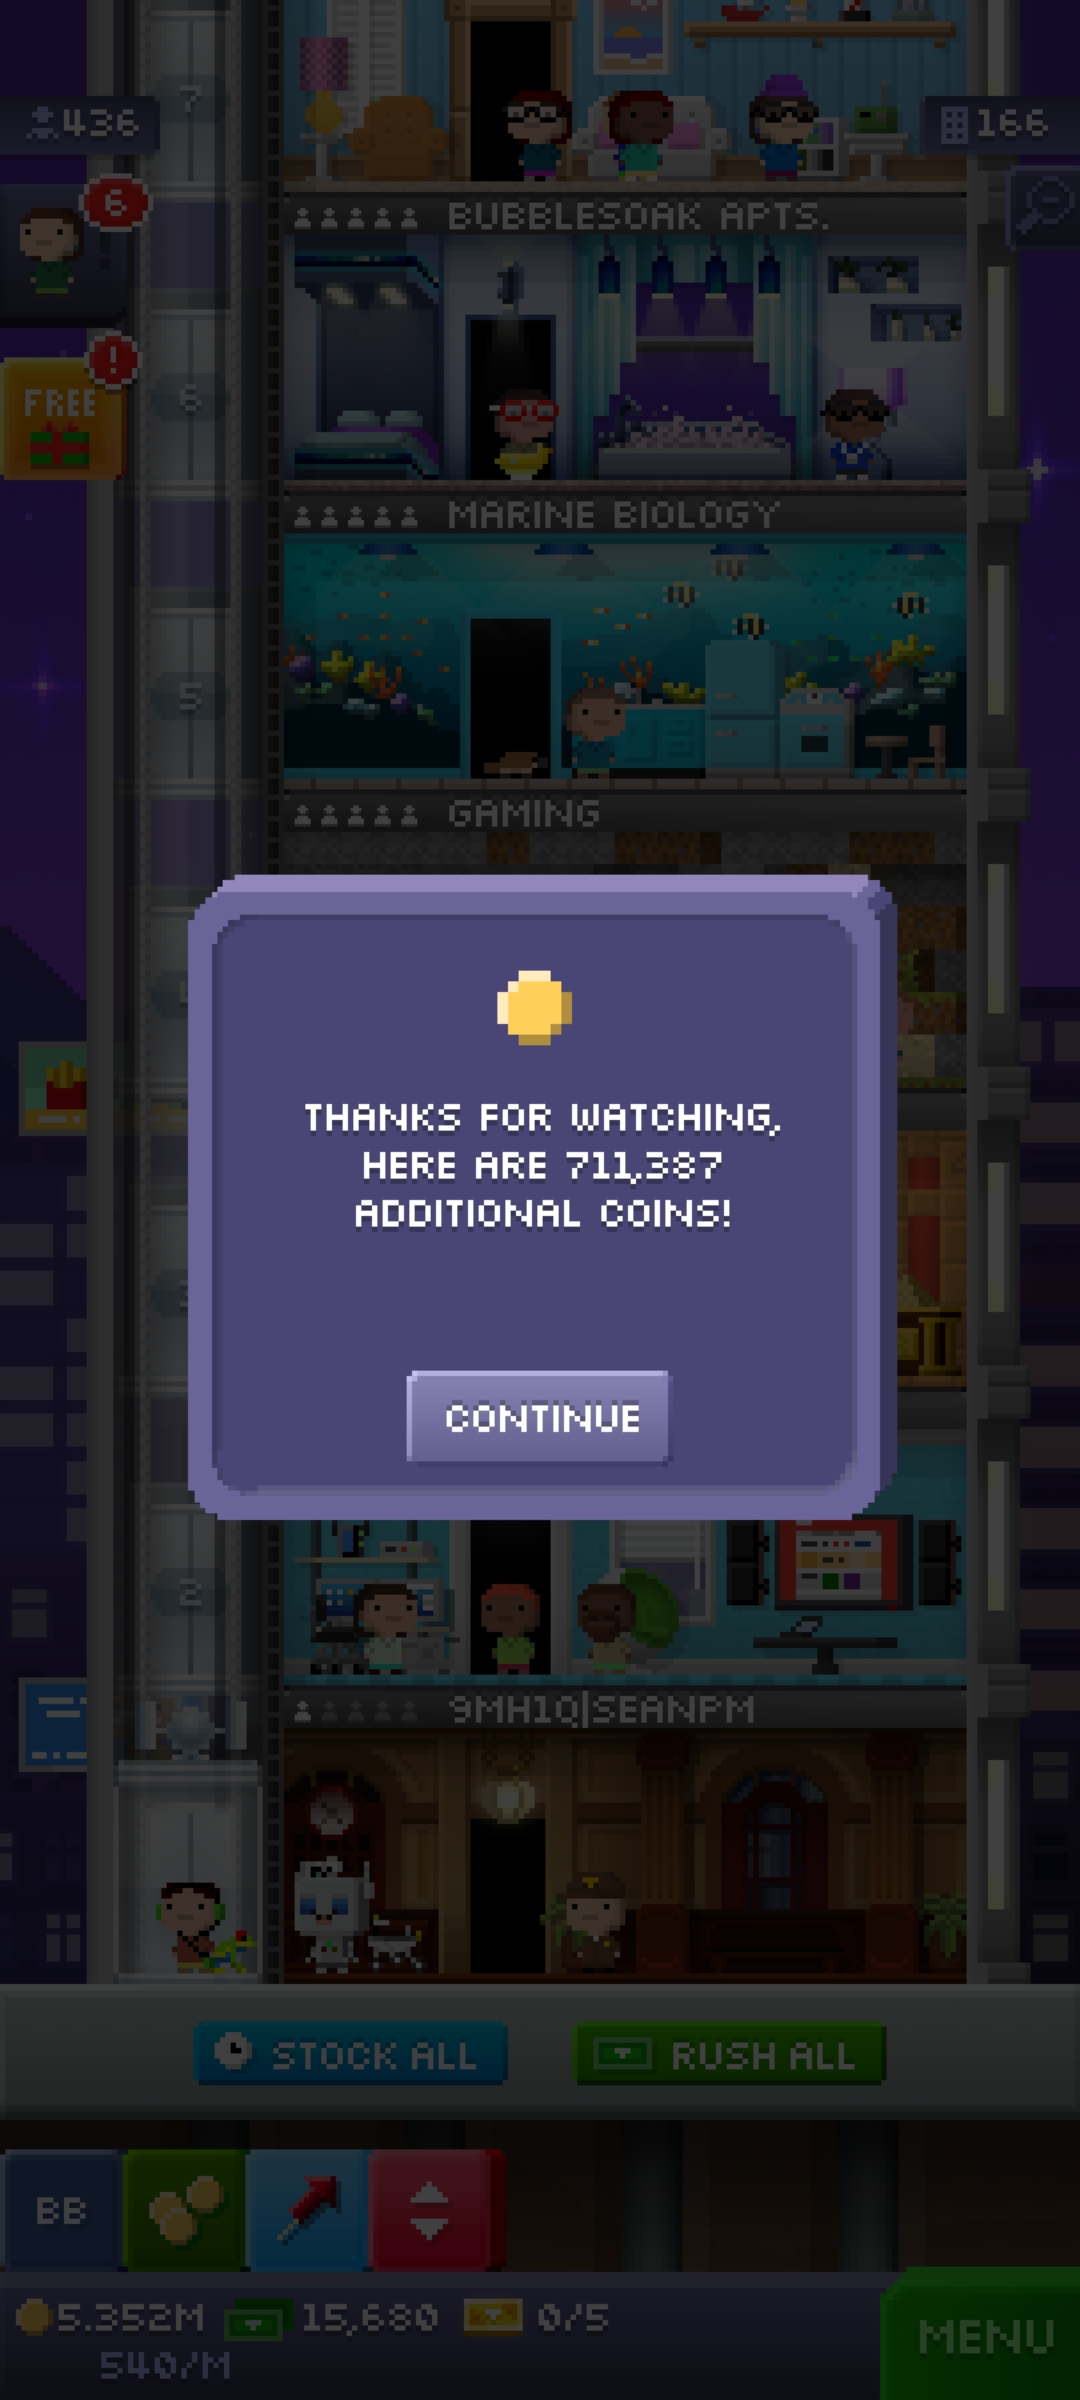 7
436
166
6
BUBBLESOAK APTS.
!
FREE
6
MARINE BIOLOGY
5
GAMING
THANKS FOR WATCHING,
HERE ARE 711,387
ADDITIONAL COINS!
CONTINUE
2
9MH1Q|SEANPM
STOCK ALL
RUSH ALL
BB
5.352M
15,680
0/5
540/M
MENU